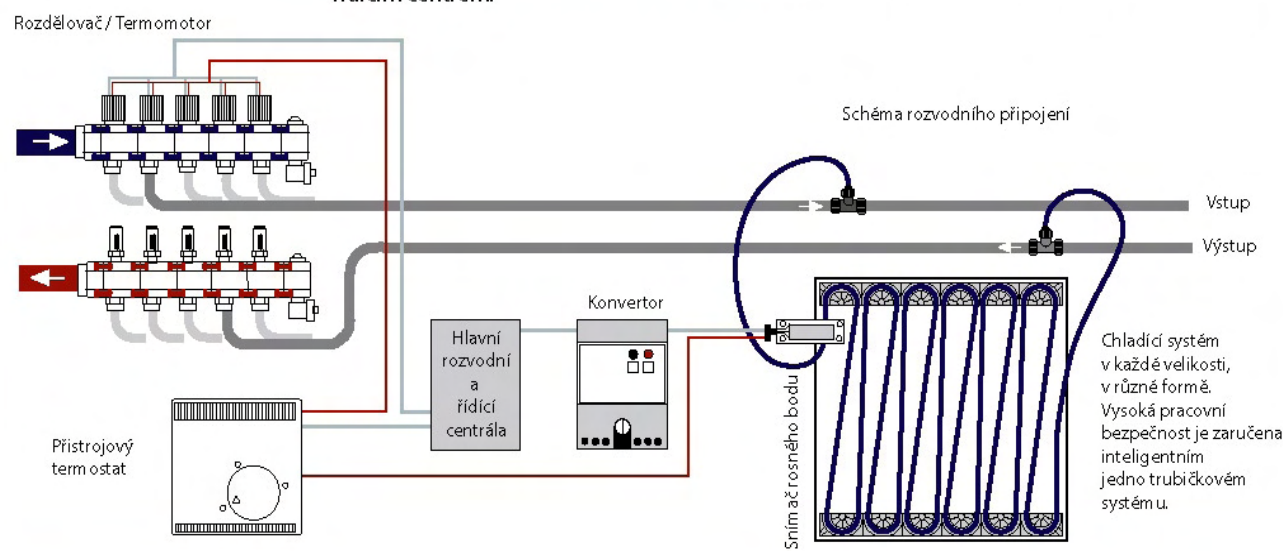 Rozdělovač / Termomotor
Schéma rozvodního připojení
Vstup
Výstup
Konvertor
Hlavní
rozvodní
a
řídící
centrála
Přistrojový
termostat
Snímač rosného bodu
Chladící systém
v každé velikosti,
v různé formě.
Vysoká pracovní
bezpečnost je zaručena
inteligentním
jedno trubičkovém
systému.